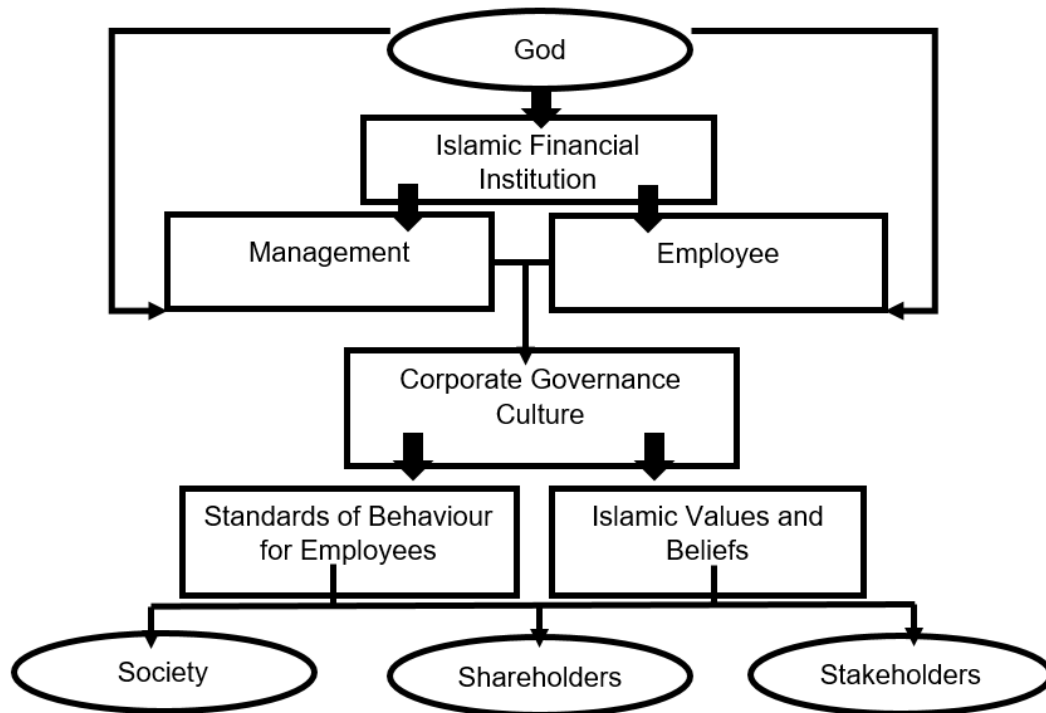 God
Islamic Financial
Institution
Management
Employee
Corporate Governance
Culture
Standards of Behaviour
for Employees
Islamic Values and
Beliefs
Society
Shareholders
Stakeholders